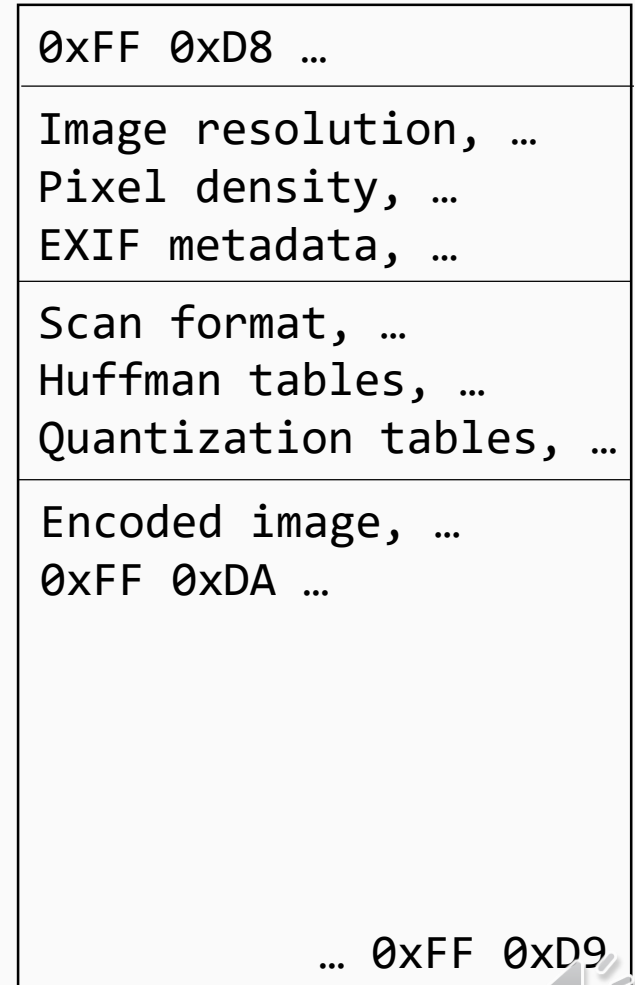 0xFF 0xD8 …
Image resolution, …
Pixel density, …
EXIF metadata, …
Scan format, …
Huffman tables, …
Quantization tables, …
Encoded image, …
0xFF 0xDA …
… 0xFF 0xD9